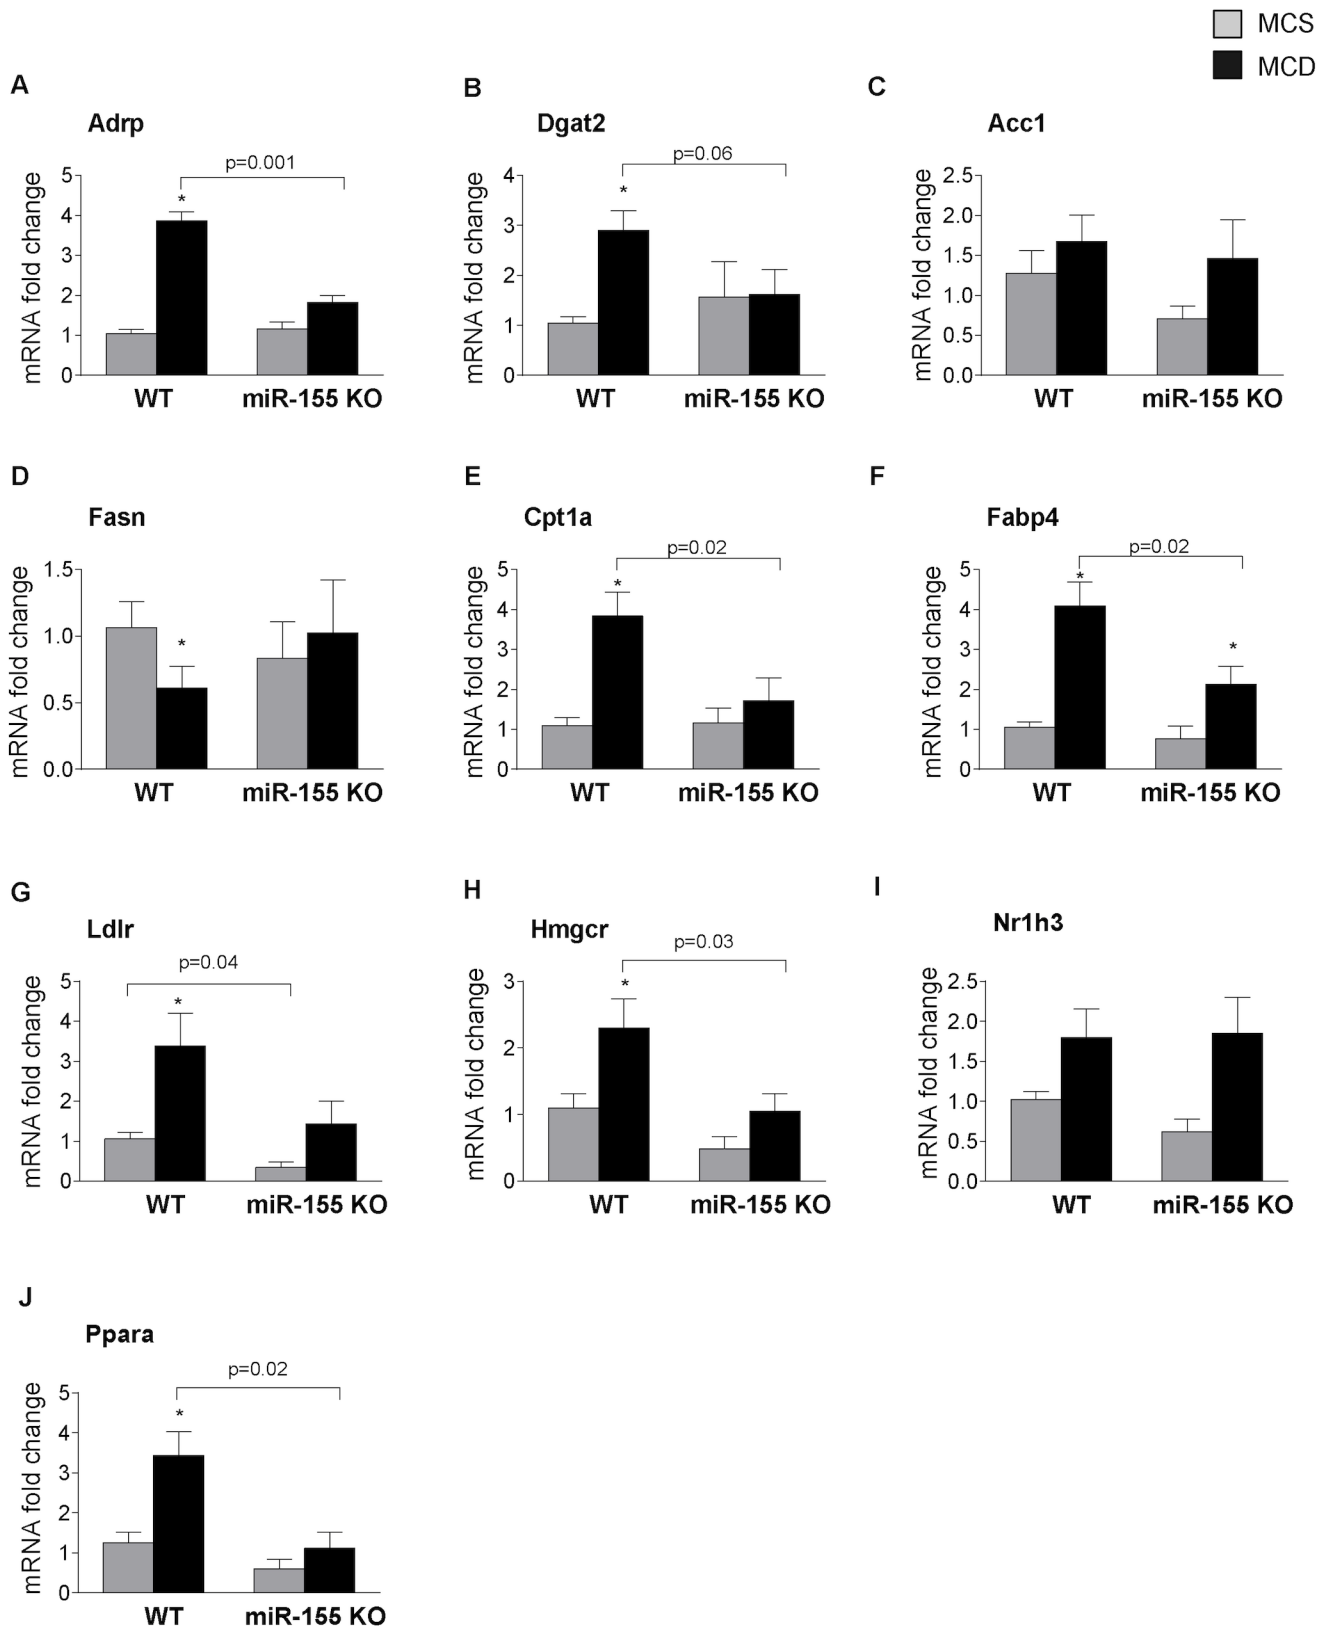 MCS
MCD
A
Adrp
p=0.001
mRNA fold change
5
4
3
2
1
0
*
WT
miR-155 KO
B
Dgat2
p=0.06
mRNA fold change
4
3
2
1
0
*
WT
miR-155 KO
C
Acc1
mRNA fold change
2.5
2.0
1.5
1.0
0.5
0.0
WT
miR-155 KO
D
Fasn
mRNA fold change
1.5
1.0
0.5
0.0
*
WT
miR-155 KO
E
Cpt1a
p=0.02
mRNA fold change
5
4
3
2
1
0
*
WT
miR-155 KO
F
Fabp4
p=0.02
mRNA fold change
5
4
3
2
1
0
*
*
WT
miR-155 KO
G
Ldlr
p=0.04
mRNA fold change
5
4
3
2
1
0
*
WT
miR-155 KO
H
Hmgcr
p=0.03
mRNA fold change
3
2
1
0
*
WT
miR-155 KO
I
Nr1h3
mRNA fold change
2.5
2.0
1.5
1.0
0.5
0.0
WT
miR-155 KO
J
Ppara
p=0.02
mRNA fold change
5
4
3
2
1
0
*
WT
miR-155 KO